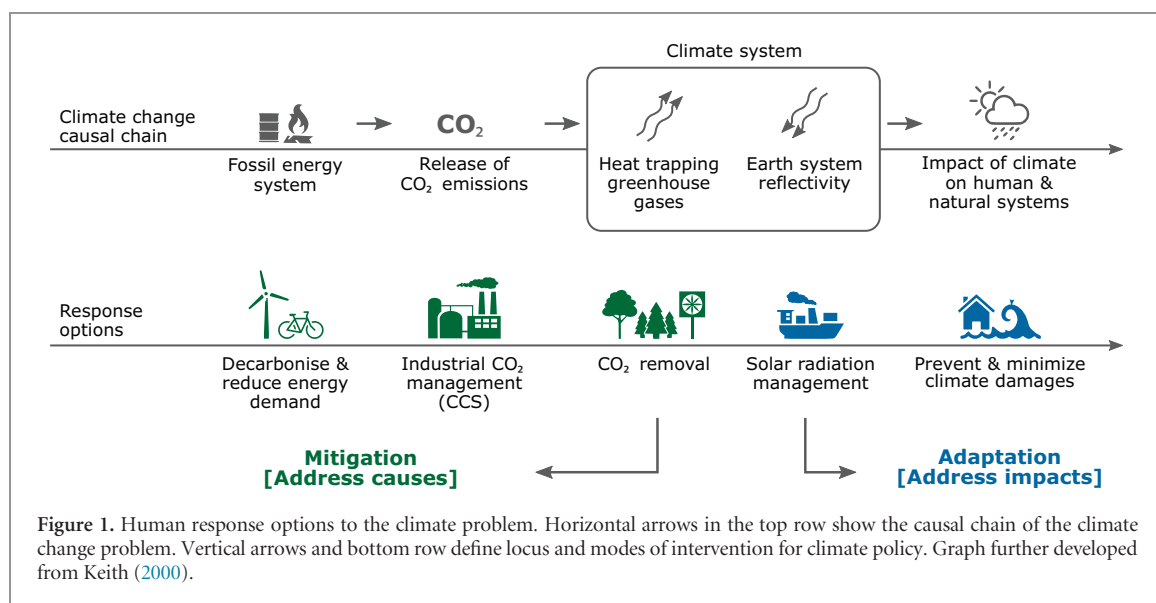 Climate system
Climate change
causal chain
CO₂
Fossil energy
system
Release of
CO₂ emissions
Heat trapping
greenhouse
gases
Earth system
reflectivity
Impact of climate
on human &
natural systems
Response
options
Decarbonise &
reduce energy
demand
Industrial CO₂
management
(CCS)
CO₂ removal
Solar radiation
management
Prevent & minimize
climate damages
Mitigation
[Address causes]
Adaptation
[Address impacts]
Figure 1. Human response options to the climate problem. Horizontal arrows in the top row show the causal chain of the climate
change problem. Vertical arrows and bottom row define locus and modes of intervention for climate policy. Graph further developed
from Keith (2000).